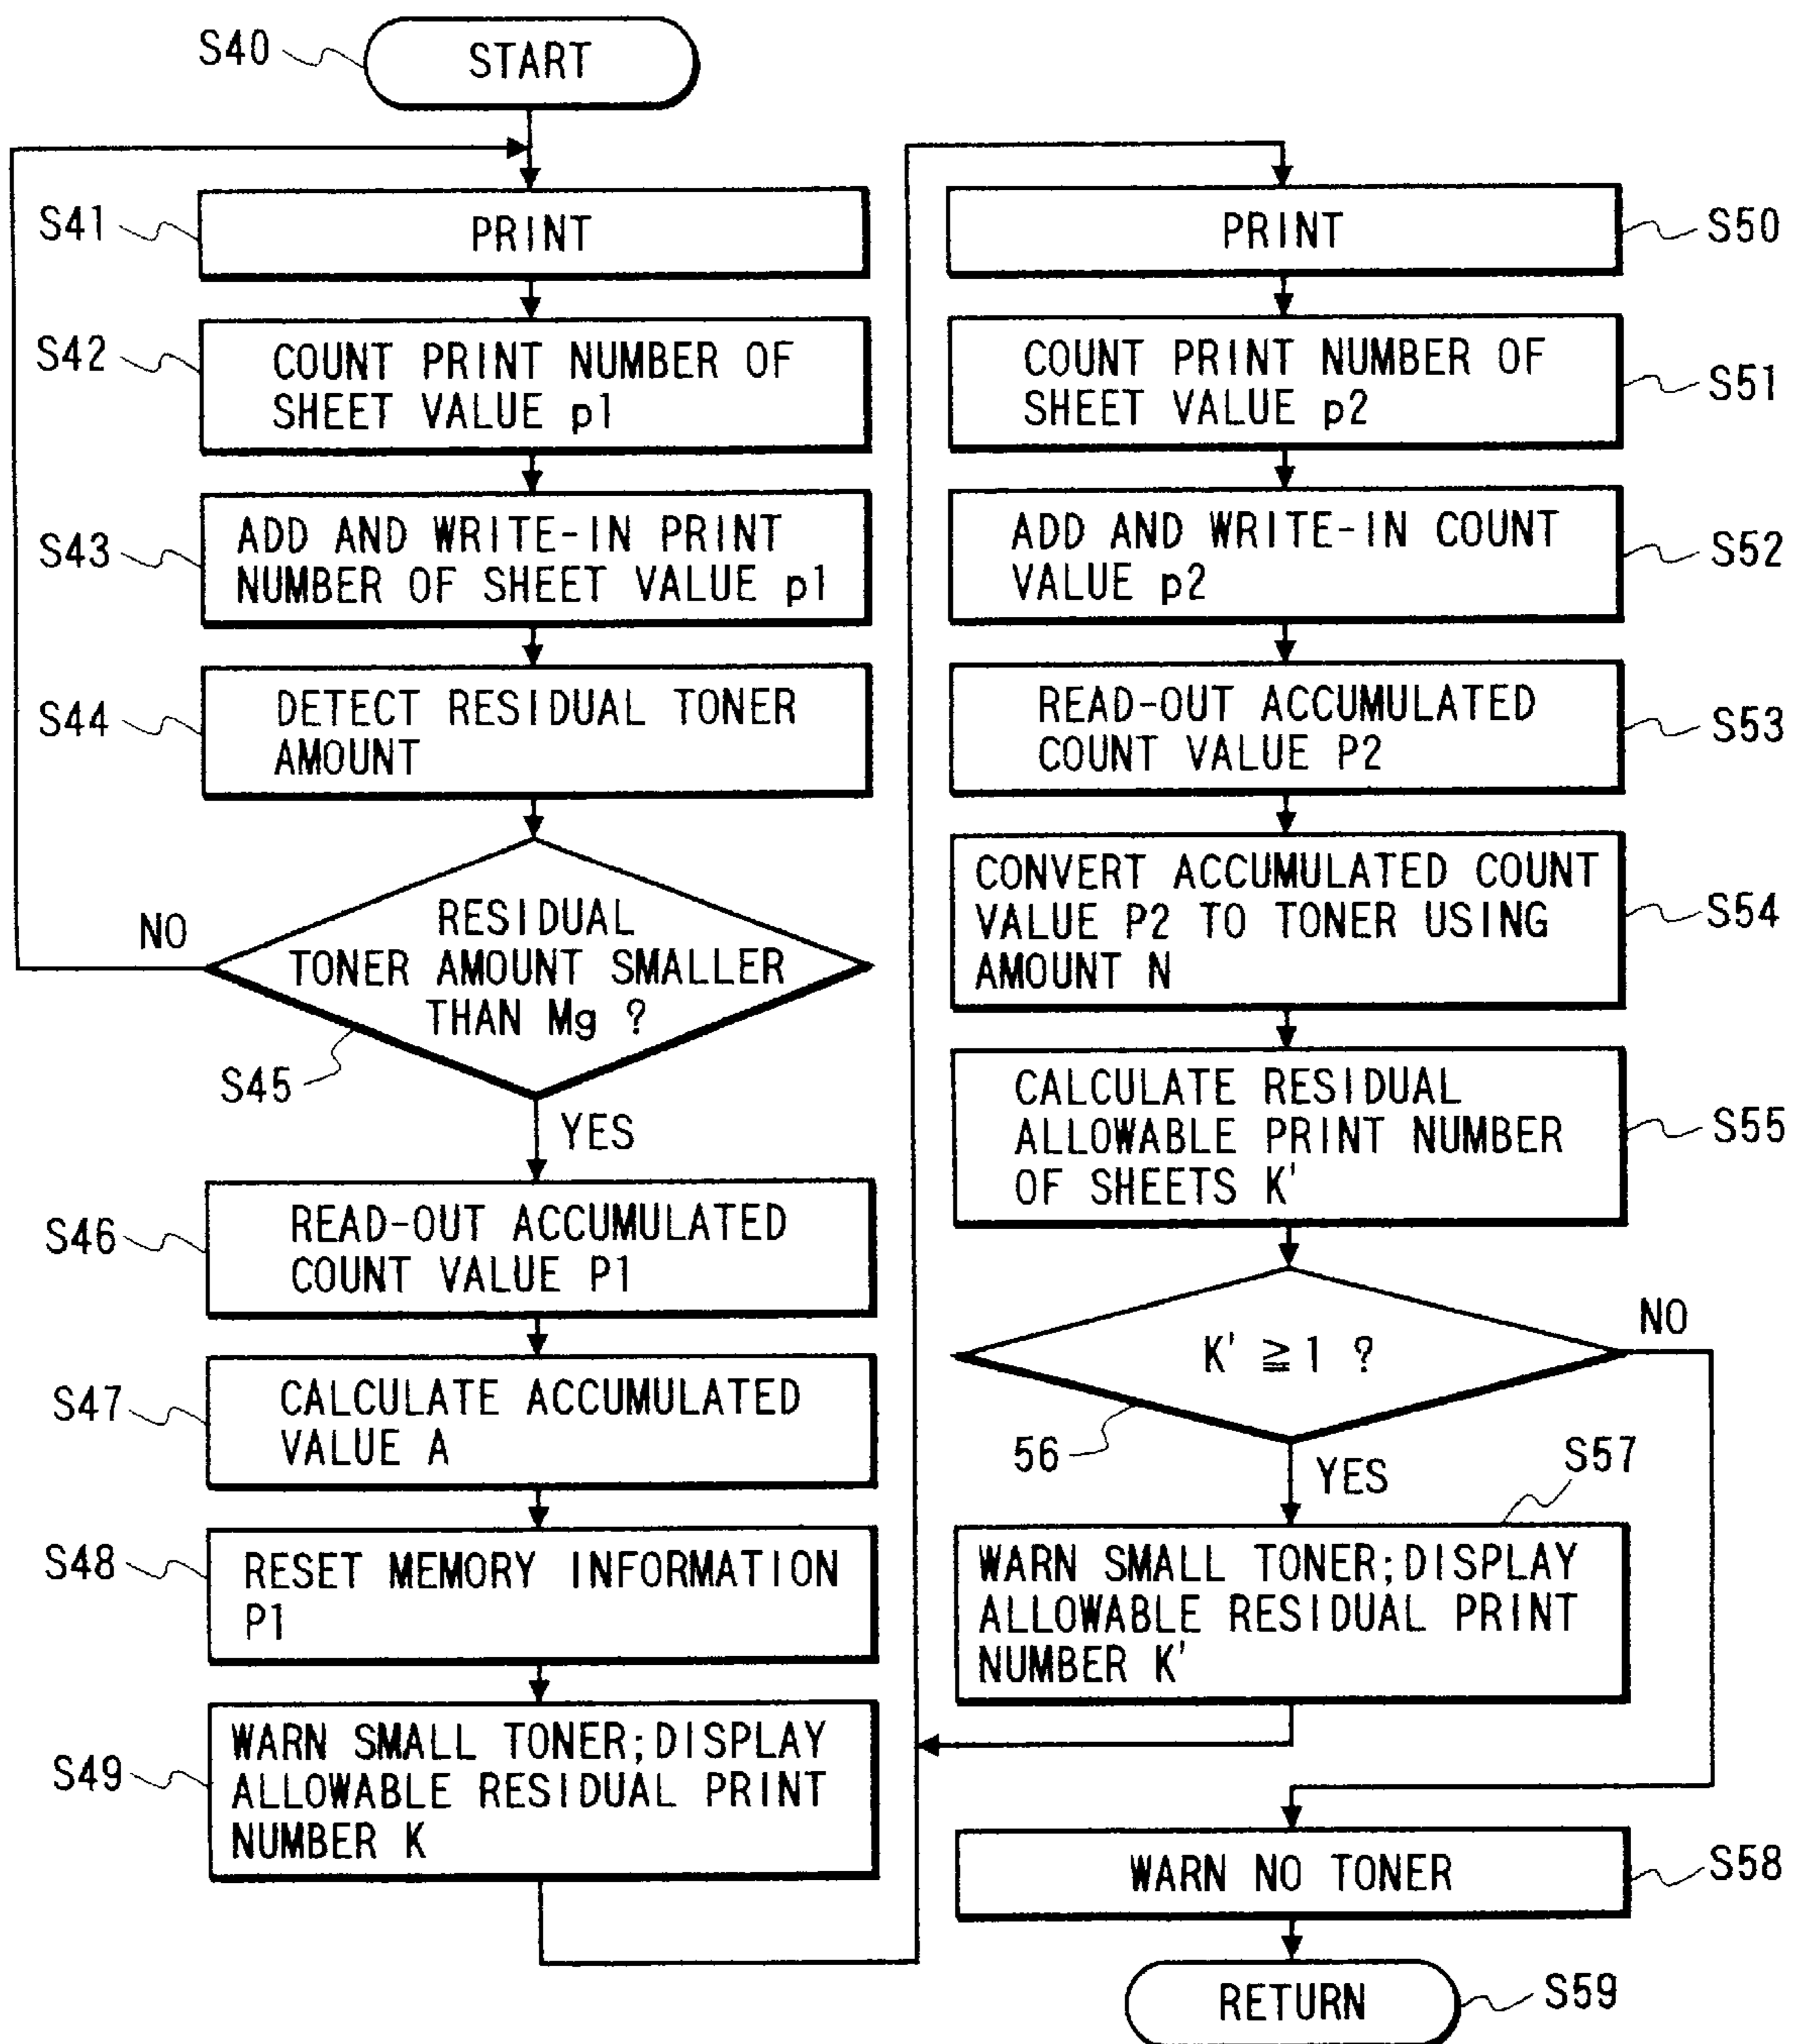 S40
START
S41
PRINT
S42
COUNT PRINT NUMBER OF
SHEET VALUE p1
S43
ADD AND WRITE-IN PRINT
NUMBER OF SHEET VALUE p1
S44
DETECT RESIDUAL TONER
AMOUNT
NO
RESIDUAL
TONER AMOUNT SMALLER
THAN Mg ?
S45
YES
S46
READ-OUT ACCUMULATED
COUNT VALUE P1
S47
CALCULATE ACCUMULATED
VALUE A
S48
RESET MEMORY INFORMATION
P1
S49
WARN SMALL TONER;DISPLAY
ALLOWABLE RESIDUAL PRINT
NUMBER K
PRINT
S50
COUNT PRINT NUMBER OF
SHEET VALUE p2
S51
ADD AND WRITE-IN COUNT
VALUE p2
S52
READ-OUT ACCUMULATED
COUNT VALUE P2
S53
CONVERT ACCUMULATED COUNT
VALUE P2 TO TONER USING
AMOUNT N
S54
CALCULATE RESIDUAL
ALLOWABLE PRINT NUMBER
OF SHEETS K'
S55
NO
K' ≧ 1 ?
56
YES
S57
WARN SMALL TONER;DISPLAY
ALLOWABLE RESIDUAL PRINT
NUMBER K'
WARN NO TONER
S58
RETURN
S59